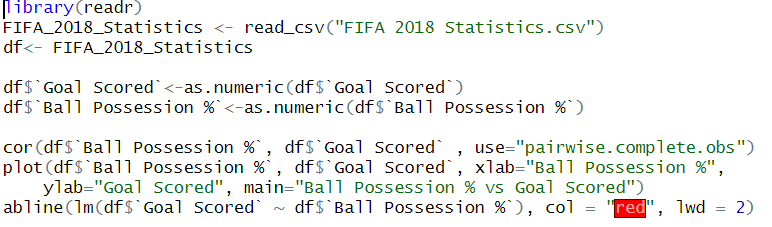 library(readr)
FIFA_2018_Statistics <- read_csv("FIFA 2018 Statistics.csv")
df<- FIFA_2018_Statistics
df$`Goal Scored`<-as.numeric(df$`Goal Scored`)
df$`Ball Possession %`<-as.numeric(df$`Ball Possession %`)
cor(df$`Ball Possession %`, df$`Goal Scored` , use="pairwise.complete.obs")
plot(df$`Ball Possession %`, df$`Goal Scored`, xlab="Ball Possession %",
ylab="Goal Scored", main="Ball Possession % vs Goal Scored")
abline(lm(df$`Goal Scored` ~ df$`Ball Possession %`), col = "red", lwd = 2)